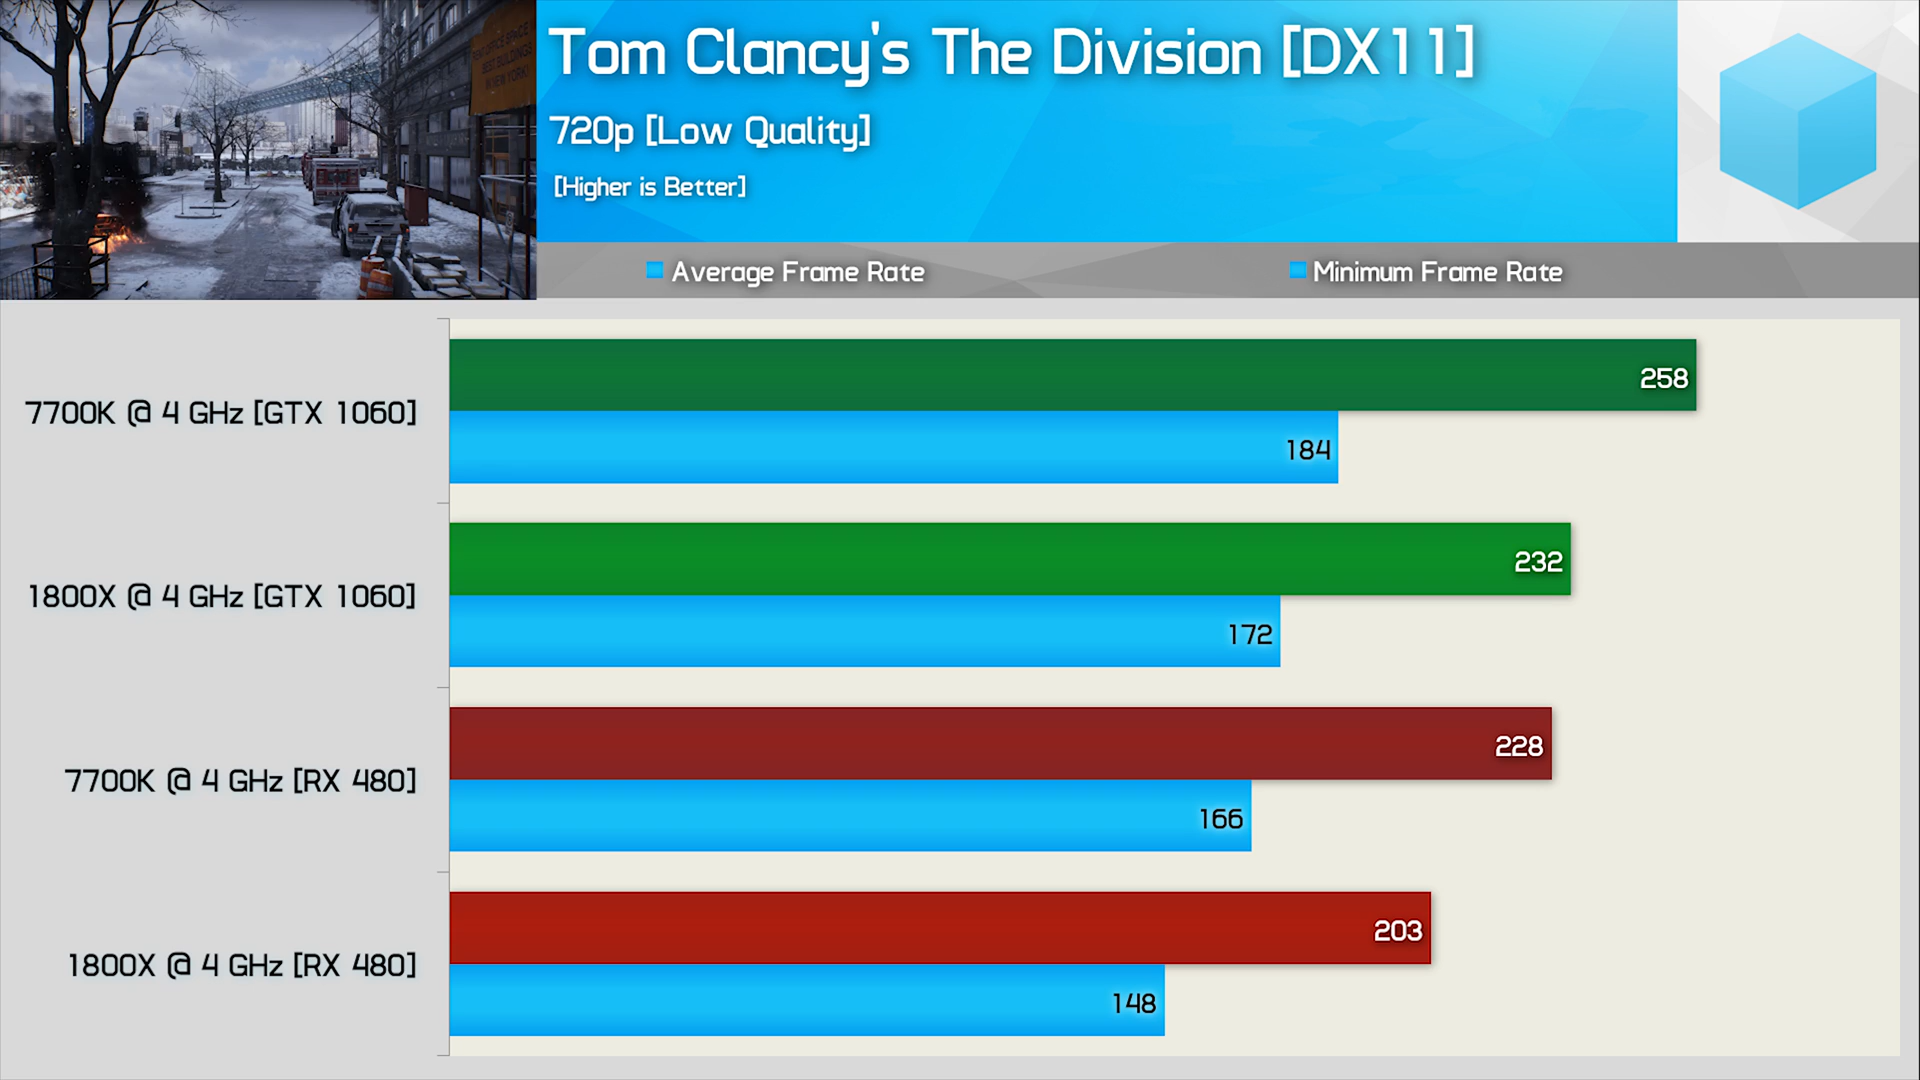 Tom Clancy's The Division [DX11]
720p [Low Quality]
[Higher is Better]
Average Frame Rate
Minimum Frame Rate
7700K @ 4 GHz [GTX 1060]
258
184
1800X @ 4 GHz [GTX 1060]
232
172
7700K @ 4 GHz [RX 480]
228
166
1800X @ 4 GHz [RX 480]
203
148